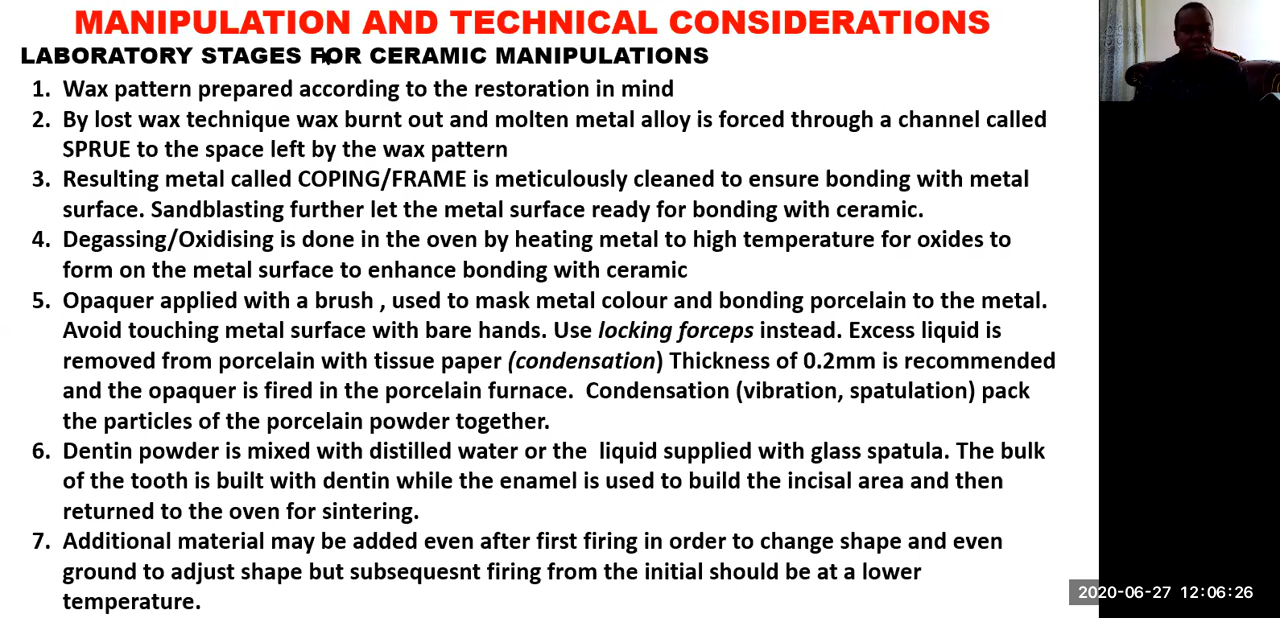 MANIPULATION AND TECHNICAL CONSIDERATIONS
LABORATORY STAGES FOR CERAMIC MANIPULATIONS
1. Wax pattern prepared according to the restoration in mind
2. By lost wax technique wax burnt out and molten metal alloy is forced through a channel called
SPRUE to the space left by the wax pattern
3. Resulting metal called COPING/FRAME is meticulously cleaned to ensure bonding with metal
surface. Sandblasting further let the metal surface ready for bonding with ceramic.
4. Degassing/Oxidising is done in the oven by heating metal to high temperature for oxides to
form on the metal surface to enhance bonding with ceramic
5. Opaquer applied with a brush , used to mask metal colour and bonding porcelain to the metal.
Avoid touching metal surface with bare hands. Use locking forceps instead. Excess liquid is
removed from porcelain with tissue paper (condensation) Thickness of 0.2mm is recommended
and the opaquer is fired in the porcelain furnace. Condensation (vibration, spatulation) pack
the particles of the porcelain powder together.
6. Dentin powder is mixed with distilled water or the liquid supplied with glass spatula. The bulk
of the tooth is built with dentin while the enamel is used to build the incisal area and then
returned to the oven for sintering.
7. Additional material may be added even after first firing in order to change shape and even
ground to adjust shape but subsequesnt firing from the initial should be at a lower
temperature.
2020-06-27 12:06:26